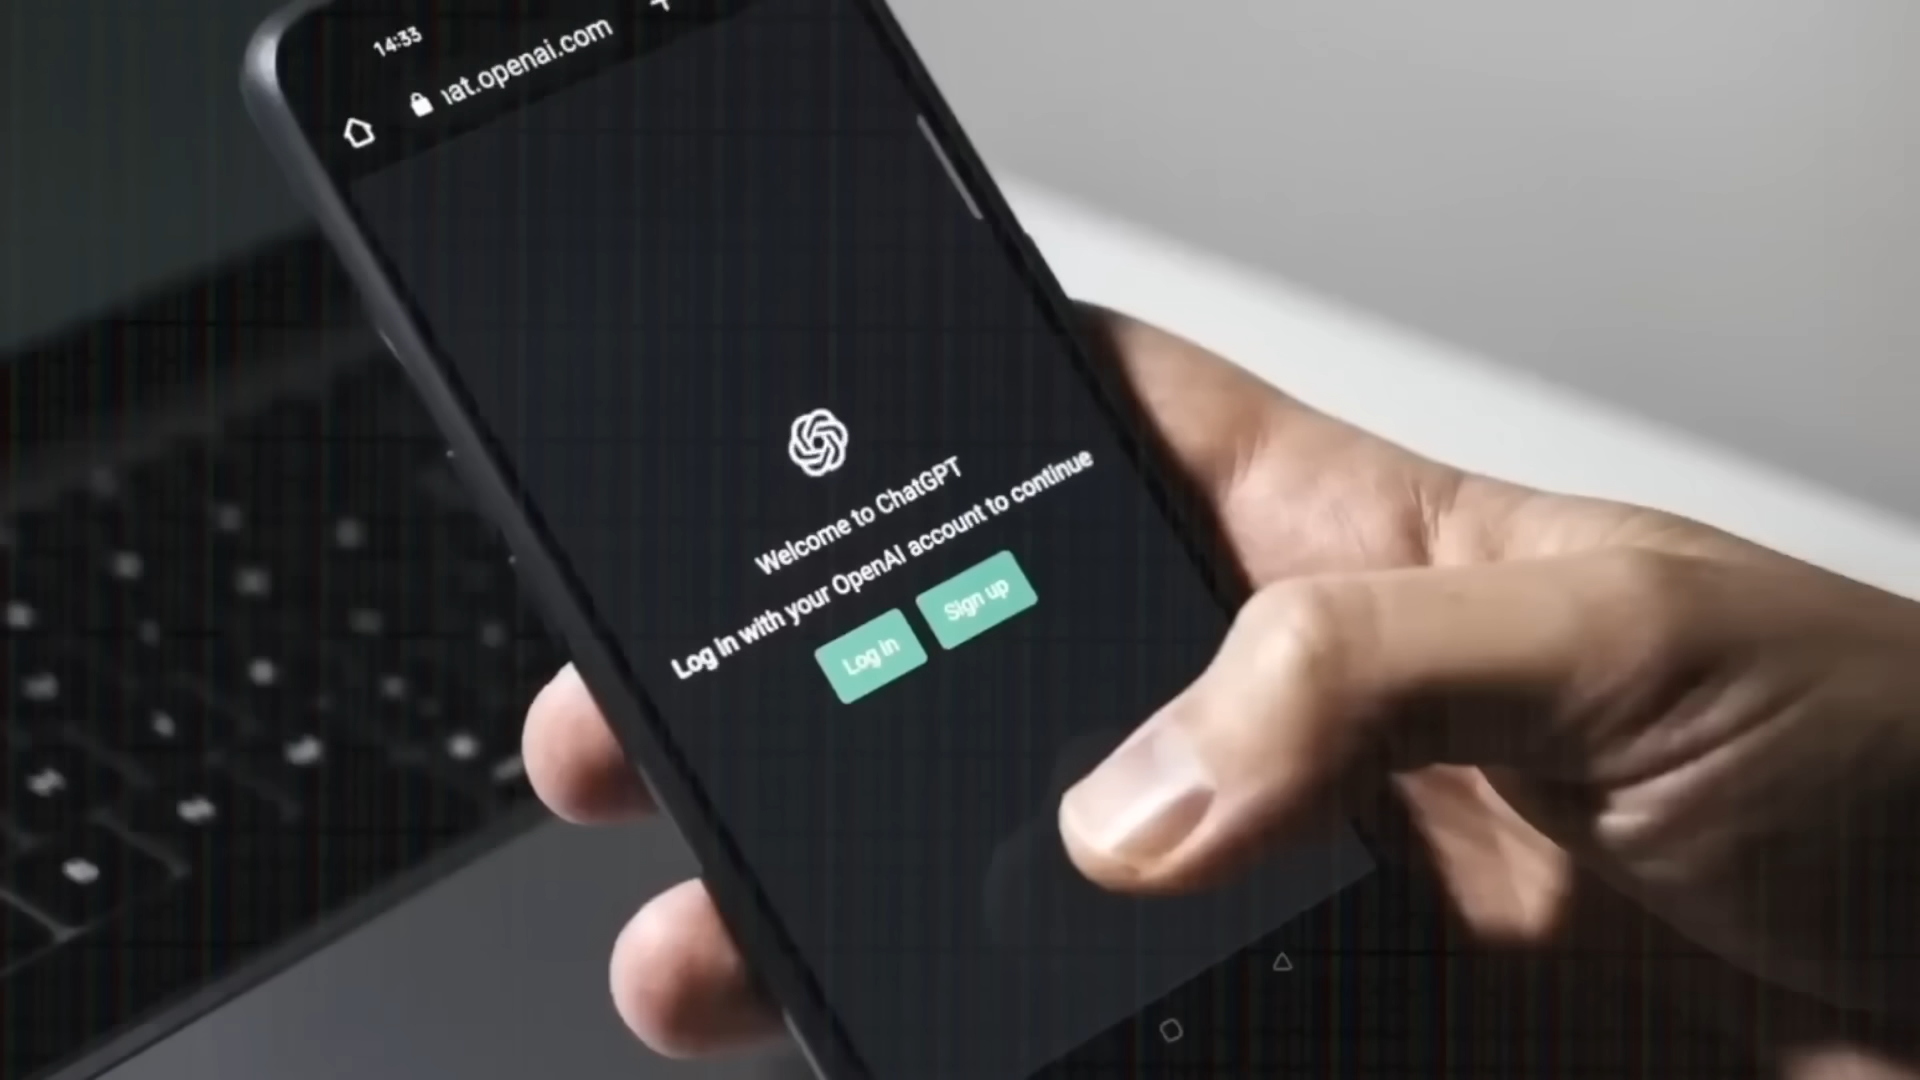 14:33
at.openai.com
Welcome to ChatGPT
Log in with your OpenAI account to continue
Log in
Sign up